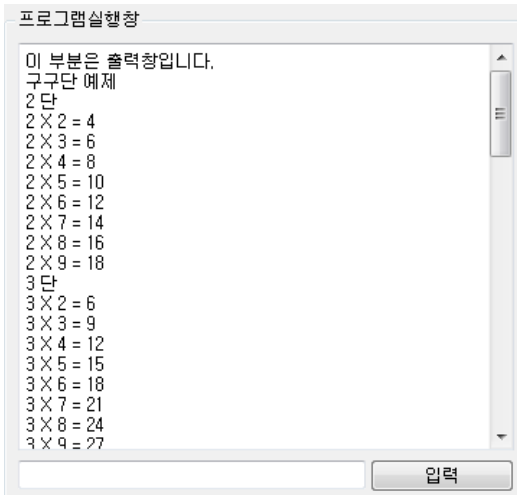 프로그램실행창
이 부분은 출력창입니다.
구구단 예제
2 단
2 X 2 = 4
2 X 3 = 6
2 X 4 = 8
2 X 5 = 10
2 X 6 = 12
2 X 7 = 14
2 X 8 = 16
2 X 9 = 18
3 단
3 X 2 = 6
3 X 3 = 9
3 X 4 = 12
3 X 5 = 15
3 X 6 = 18
3 X 7 = 21
3 X 8 = 24
3 X 9 = 27
입력